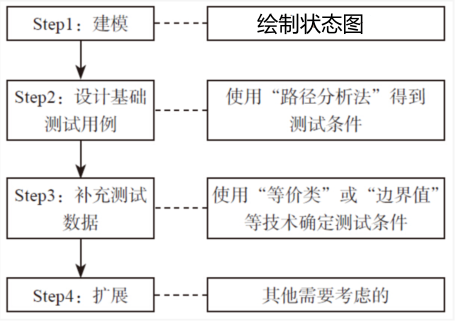 Step1：建模
绘制状态图
Step2：设计基础
测试用例
使用“路径分析法”得到
测试条件
Step3：补充测试
数据
使用“等价类”或“边界值”
等技术确定测试条件
Step4：扩展
其他需要考虑的